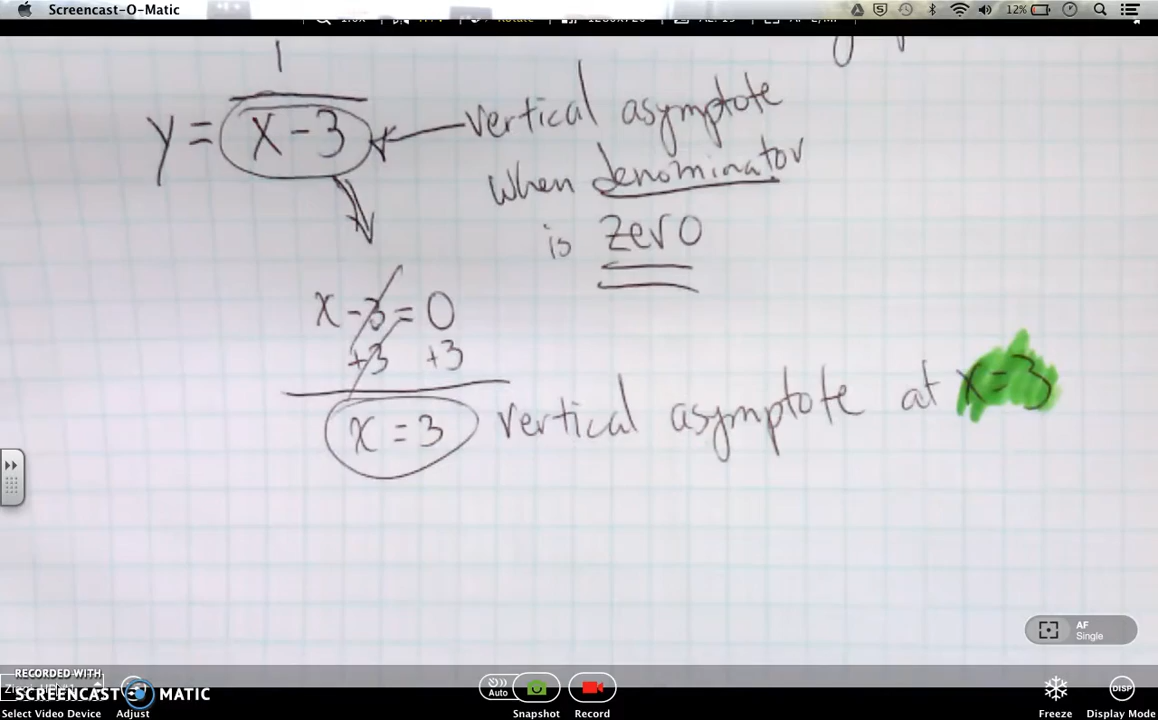 Screencast-O-Matic
12%
1
y = x - 3
vertical asymptote
when denominator
is zero
x - 3 = 0
+3 +3
x = 3 vertical asymptote at x = 3
AF
Single
RECORDED WITH
SCREENCAST MATIC
Auto
Select Video Device Adjust Snapshot Record Freeze Display Mode
DISP